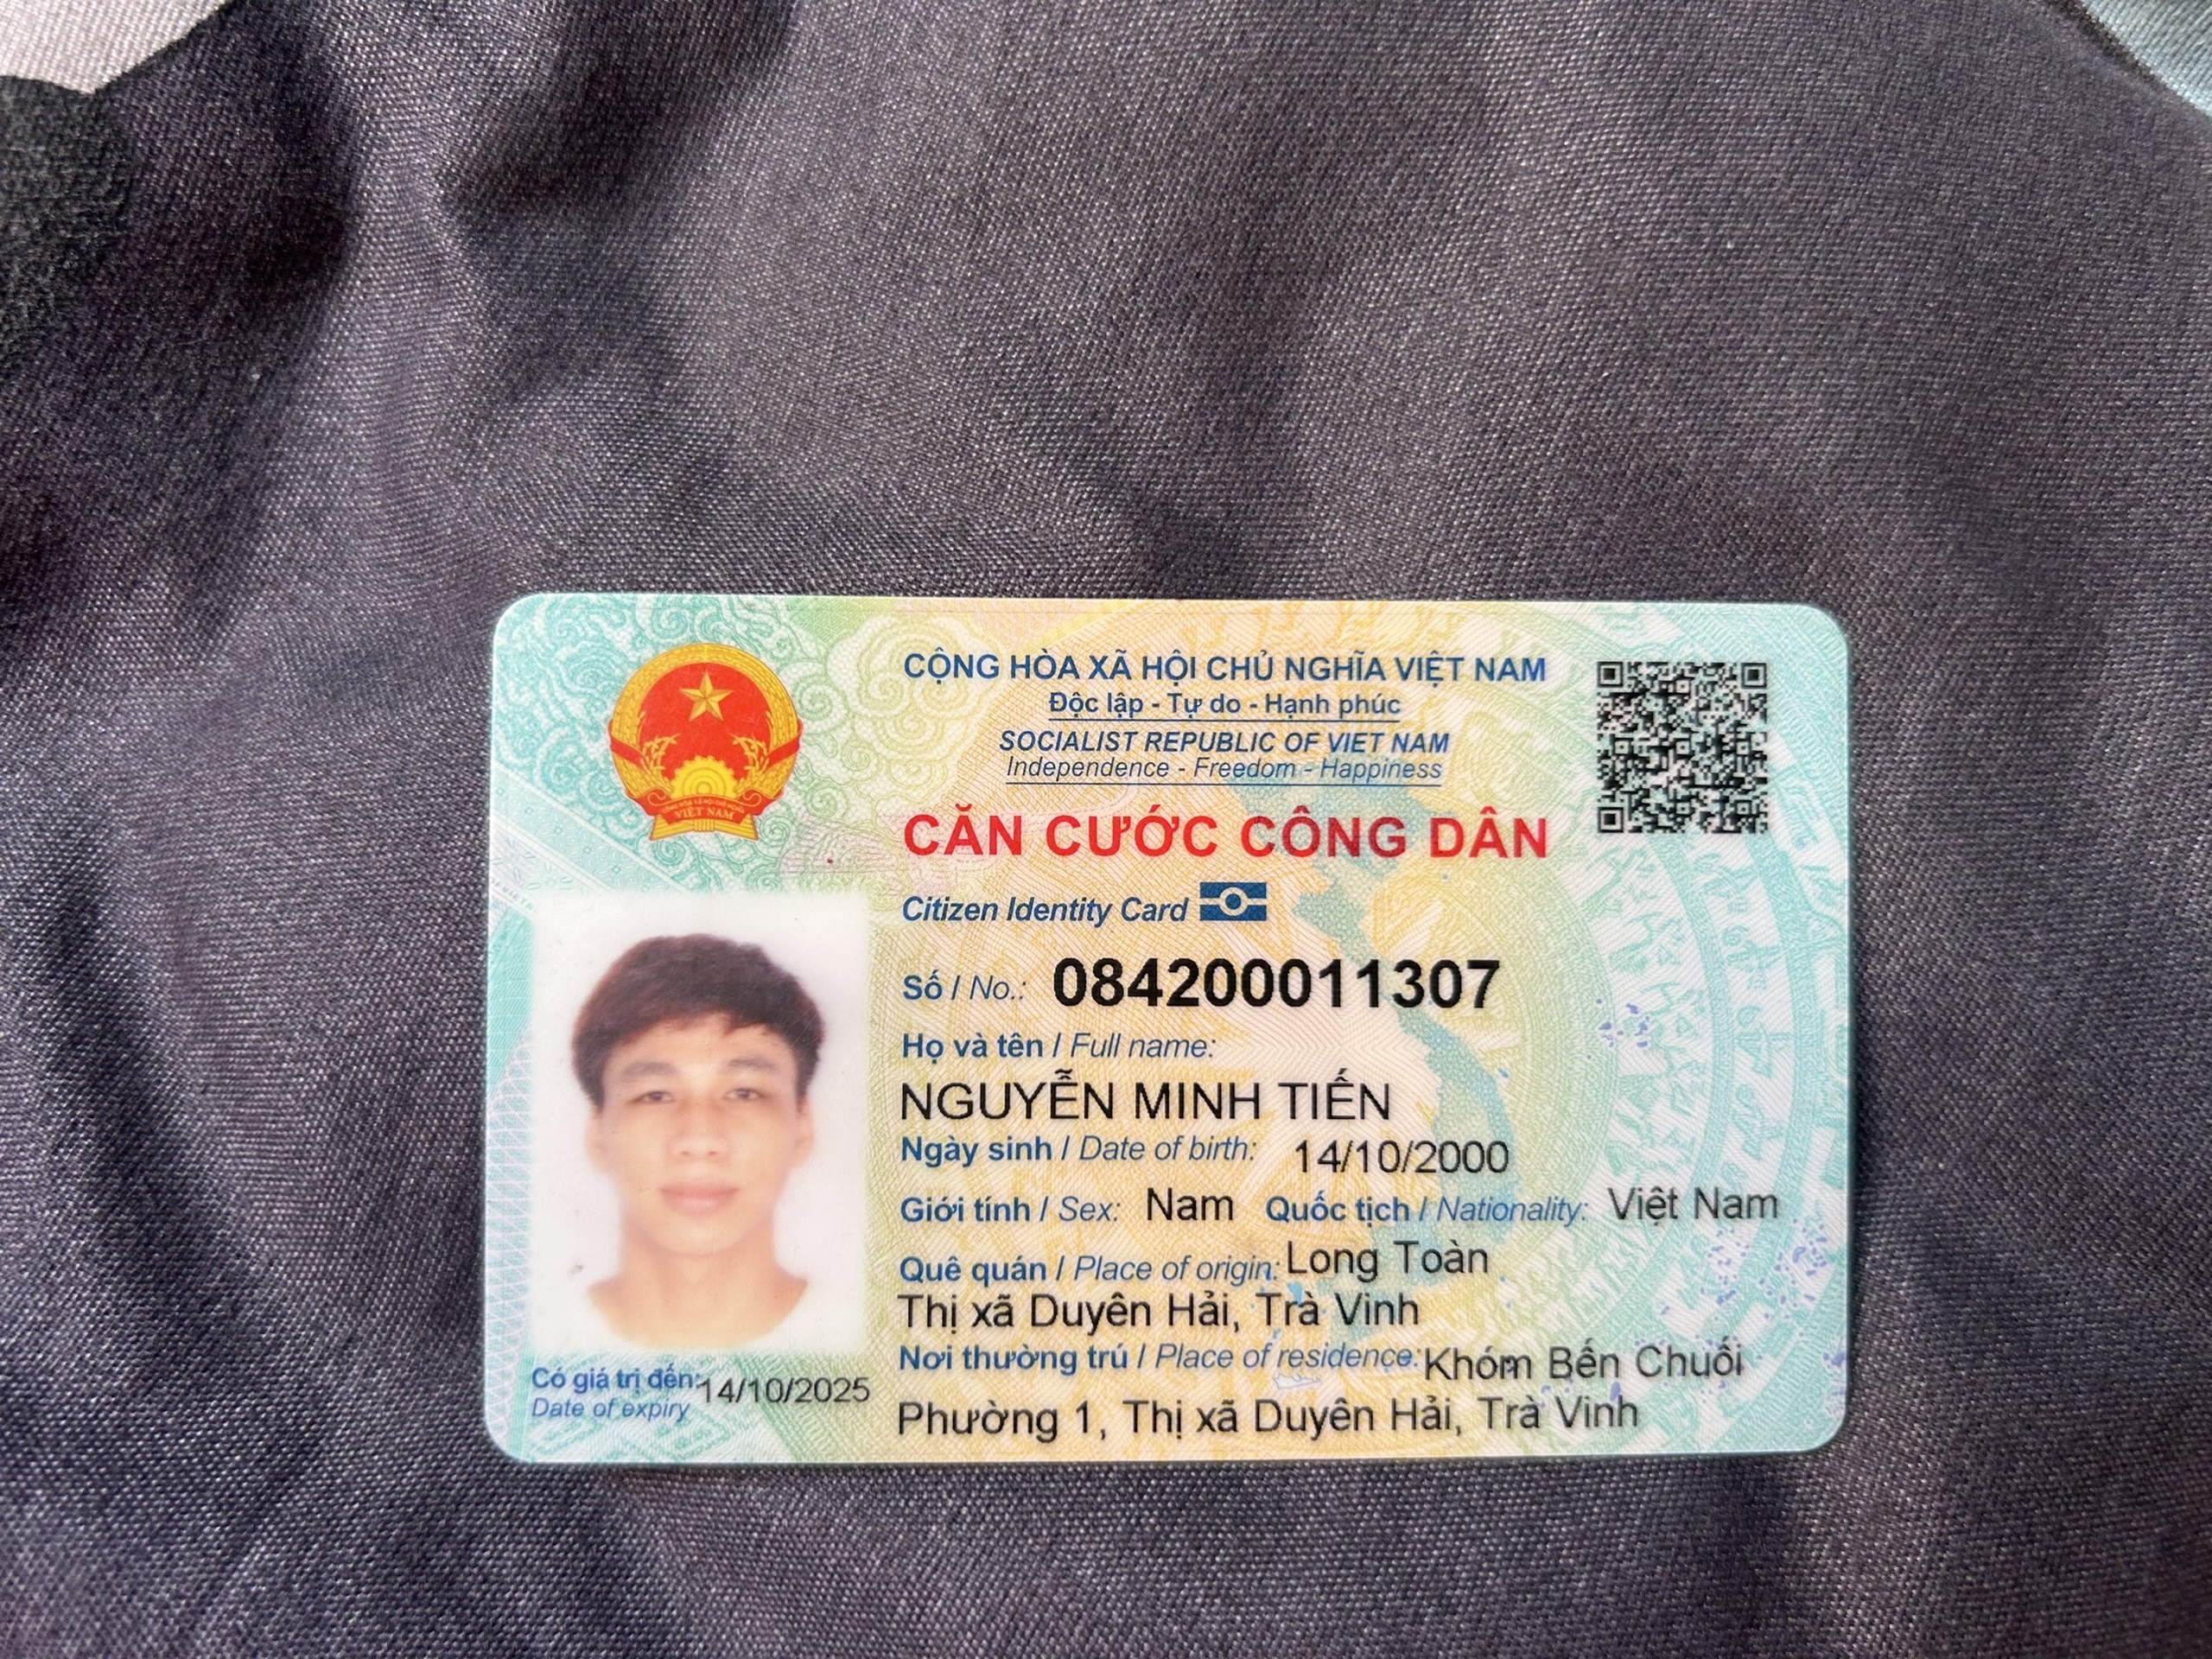 CỘNG HÒA XÃ HỘI CHỦ NGHĨA VIỆT NAM
Độc lập - Tự do - Hạnh phúc
SOCIALIST REPUBLIC OF VIET NAM
Independence - Freedom - Happiness
VIỆT NAM
CĂN CƯỚC CÔNG DÂN
Citizen Identity Card
Số / No.: 084200011307
Họ và tên / Full name:
NGUYỄN MINH TIẾN
Ngày sinh / Date of birth: 14/10/2000
Giới tính / Sex: Nam Quốc tịch / Nationality: Việt Nam
Quê quán / Place of origin: Long Toàn
Thị xã Duyên Hải, Trà Vinh
Nơi thường trú / Place of residence: Khóm Bến Chuối
Phường 1, Thị xã Duyên Hải, Trà Vinh
Có giá trị đến: 14/10/2025
Date of expiry